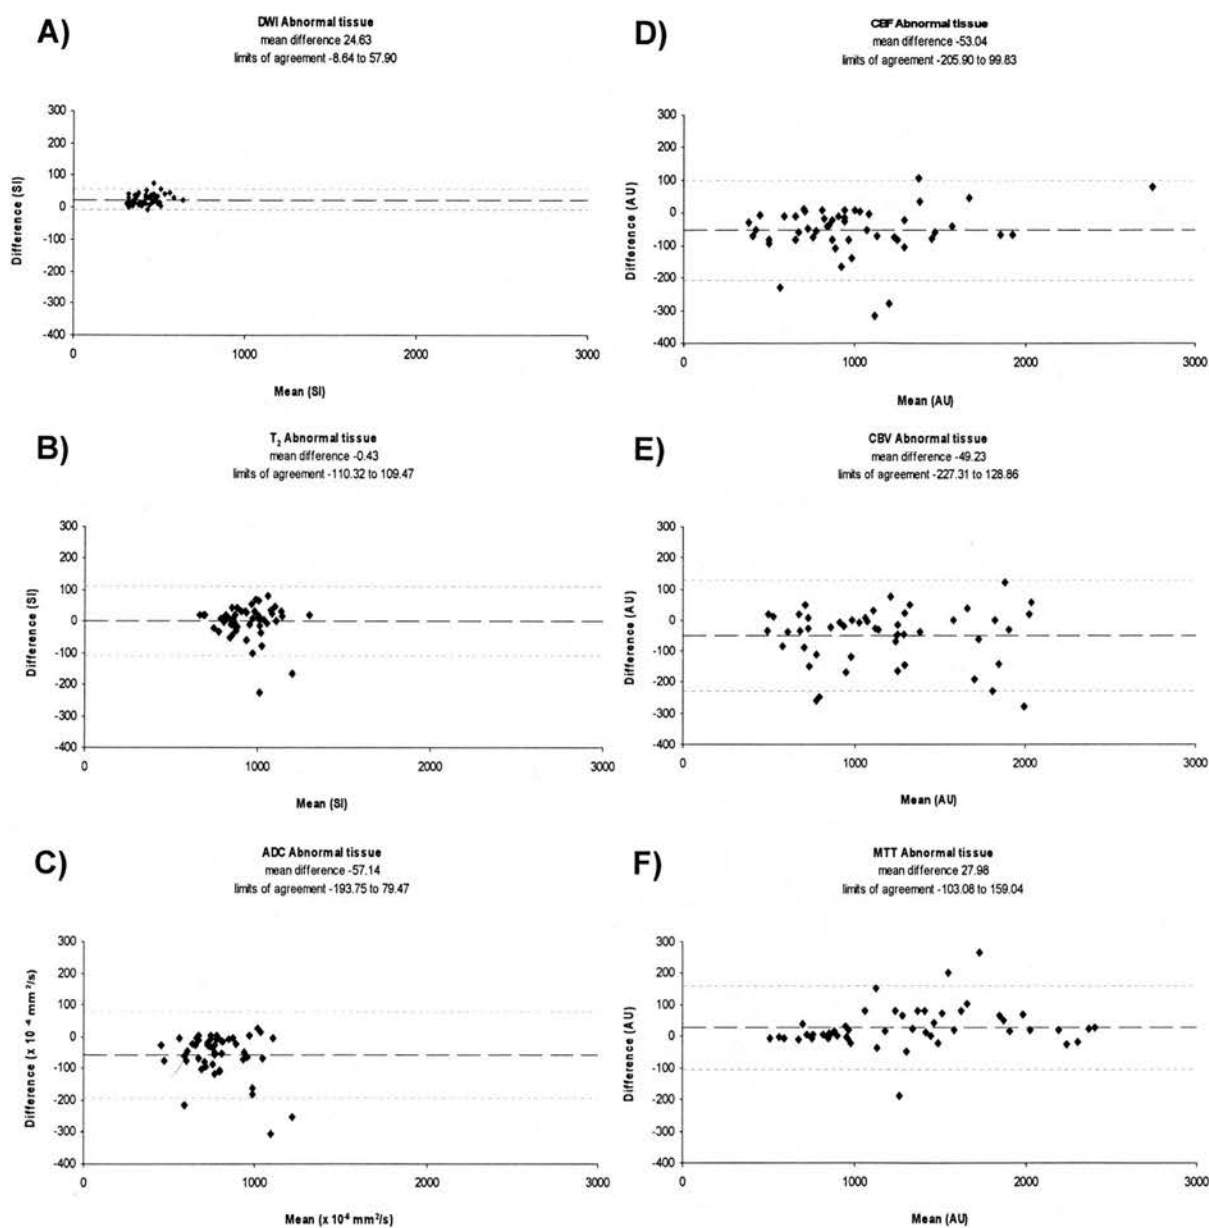 A)
DWI Abnormal tissue
mean difference 24.63
limits of agreement -8.64 to 57.90
Difference (SI)
300
200
100
0
-100
-200
-300
-400
0 1000 2000 3000
Mean (SI)
B)
T₂ Abnormal tissue
mean difference -0.43
limits of agreement -110.32 to 109.47
Difference (SI)
300
200
100
0
-100
-200
-300
-400
0 1000 2000 3000
Mean (SI)
C)
ADC Abnormal tissue
mean difference -57.14
limits of agreement -193.75 to 79.47
Difference (x 10⁻⁶ mm²/s)
300
200
100
0
-100
-200
-300
-400
0 1000 2000 3000
Mean (x 10⁻⁶ mm²/s)
D)
CBF Abnormal tissue
mean difference -53.04
limits of agreement -205.90 to 99.83
Difference (AU)
300
200
100
0
-100
-200
-300
-400
0 1000 2000 3000
Mean (AU)
E)
CBV Abnormal tissue
mean difference -49.23
limits of agreement -227.31 to 128.86
Difference (AU)
300
200
100
0
-100
-200
-300
-400
0 1000 2000 3000
Mean (AU)
F)
MTT Abnormal tissue
mean difference 27.98
limits of agreement -103.08 to 159.04
Difference (AU)
300
200
100
0
-100
-200
-300
-400
0 1000 2000 3000
Mean (AU)